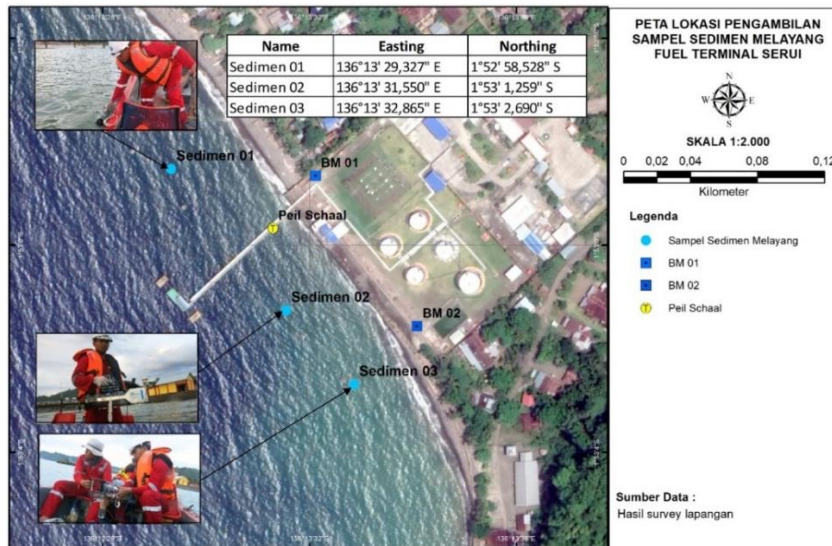 Name Easting Northing
Sedimen 01 136°13' 29,327" E 1°52' 58,528" S
Sedimen 02 136°13' 31,550" E 1°53' 1,259" S
Sedimen 03 136°13' 32,865" E 1°53' 2,690" S
Sedimen 01
BM 01
Peil Schaal
Sedimen 02
BM 02
Sedimen 03
PETA LOKASI PENGAMBILAN
SAMPEL SEDIMEN MELAYANG
FUEL TERMINAL SERUI
N
W E
S
SKALA 1:2.000
0 0,02 0,04 0,08 0,12
Kilometer
Legenda
Sampel Sedimen Melayang
BM 01
BM 02
T Peil Schaal
Sumber Data :
Hasil survey lapangan